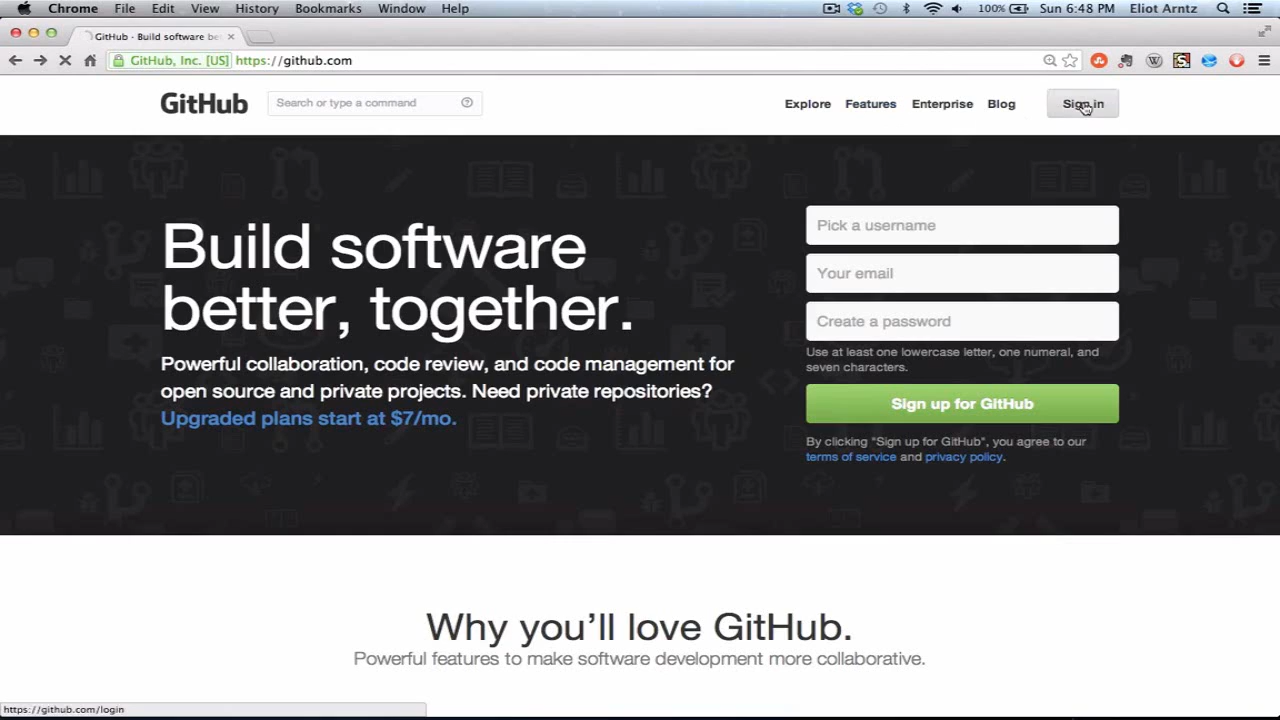 Chrome File Edit View History Bookmarks Window Help 100% Sun 6:48 PM Eliot Arntz
GitHub · Build software be
GitHub, Inc. [US] https://github.com
GitHub Search or type a command Explore Features Enterprise Blog Sign in
Build software
better, together.
Powerful collaboration, code review, and code management for
open source and private projects. Need private repositories?
Upgraded plans start at $7/mo.
Pick a username
Your email
Create a password
Use at least one lowercase letter, one numeral, and
seven characters.
Sign up for GitHub
By clicking "Sign up for GitHub", you agree to our
terms of service and privacy policy.
Why you'll love GitHub.
Powerful features to make software development more collaborative.
https://github.com/login